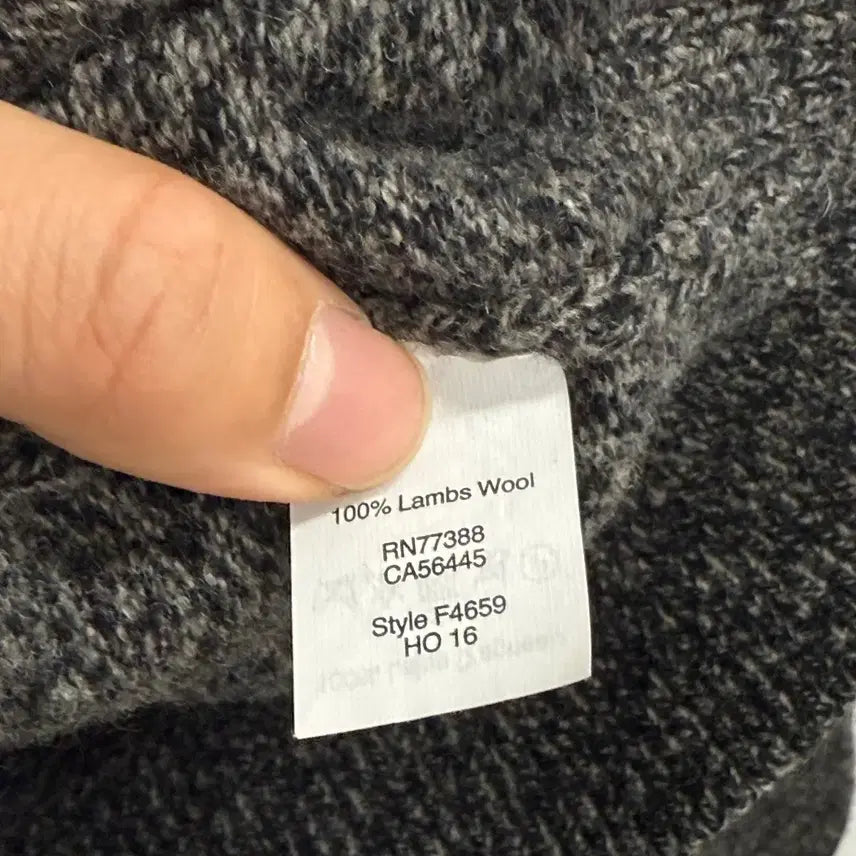 100% Lambs Wool
RN77388
CA56445
Style F4659
HO 16